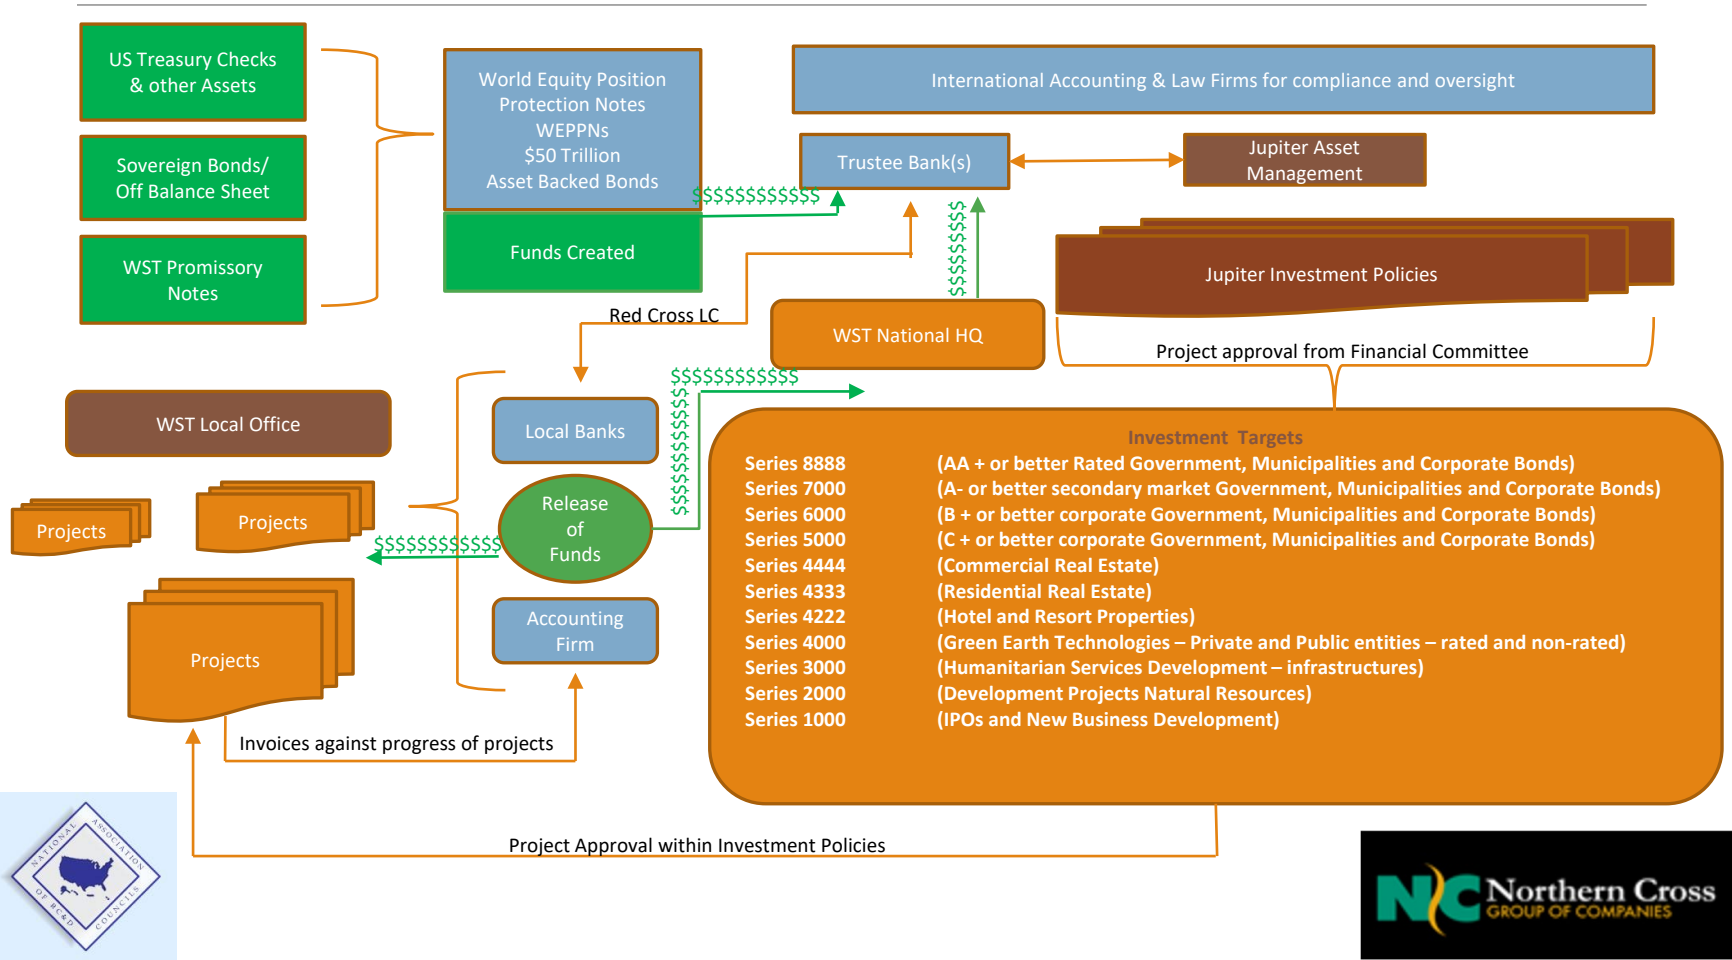 US Treasury Checks
& other Assets
Sovereign Bonds/
Off Balance Sheet
WST Promissory
Notes
World Equity Position
Protection Notes
WEPPNs
$50 Trillion
Asset Backed Bonds
Funds Created
$$$$$$$$$$$$
International Accounting & Law Firms for compliance and oversight
Trustee Bank(s)
Jupiter Asset
Management
$$$$$$$$$
Jupiter Investment Policies
Red Cross LC
WST National HQ
Project approval from Financial Committee
WST Local Office
Projects
Projects
Projects
Local Banks
Release
of
Funds
$$$$$$$$$$$$
$$$$$$$$$$$$
$$$$$$$$$$$$
Accounting
Firm
Invoices against progress of projects
Investment Targets
Series 8888 (AA + or better Rated Government, Municipalities and Corporate Bonds)
Series 7000 (A- or better secondary market Government, Municipalities and Corporate Bonds)
Series 6000 (B + or better corporate Government, Municipalities and Corporate Bonds)
Series 5000 (C + or better corporate Government, Municipalities and Corporate Bonds)
Series 4444 (Commercial Real Estate)
Series 4333 (Residential Real Estate)
Series 4222 (Hotel and Resort Properties)
Series 4000 (Green Earth Technologies – Private and Public entities – rated and non-rated)
Series 3000 (Humanitarian Services Development – infrastructures)
Series 2000 (Development Projects Natural Resources)
Series 1000 (IPOs and New Business Development)
Project Approval within Investment Policies
NATIONAL
ASSOCIATION
OF RC&D
COUNCILS
NC
Northern Cross
GROUP OF COMPANIES